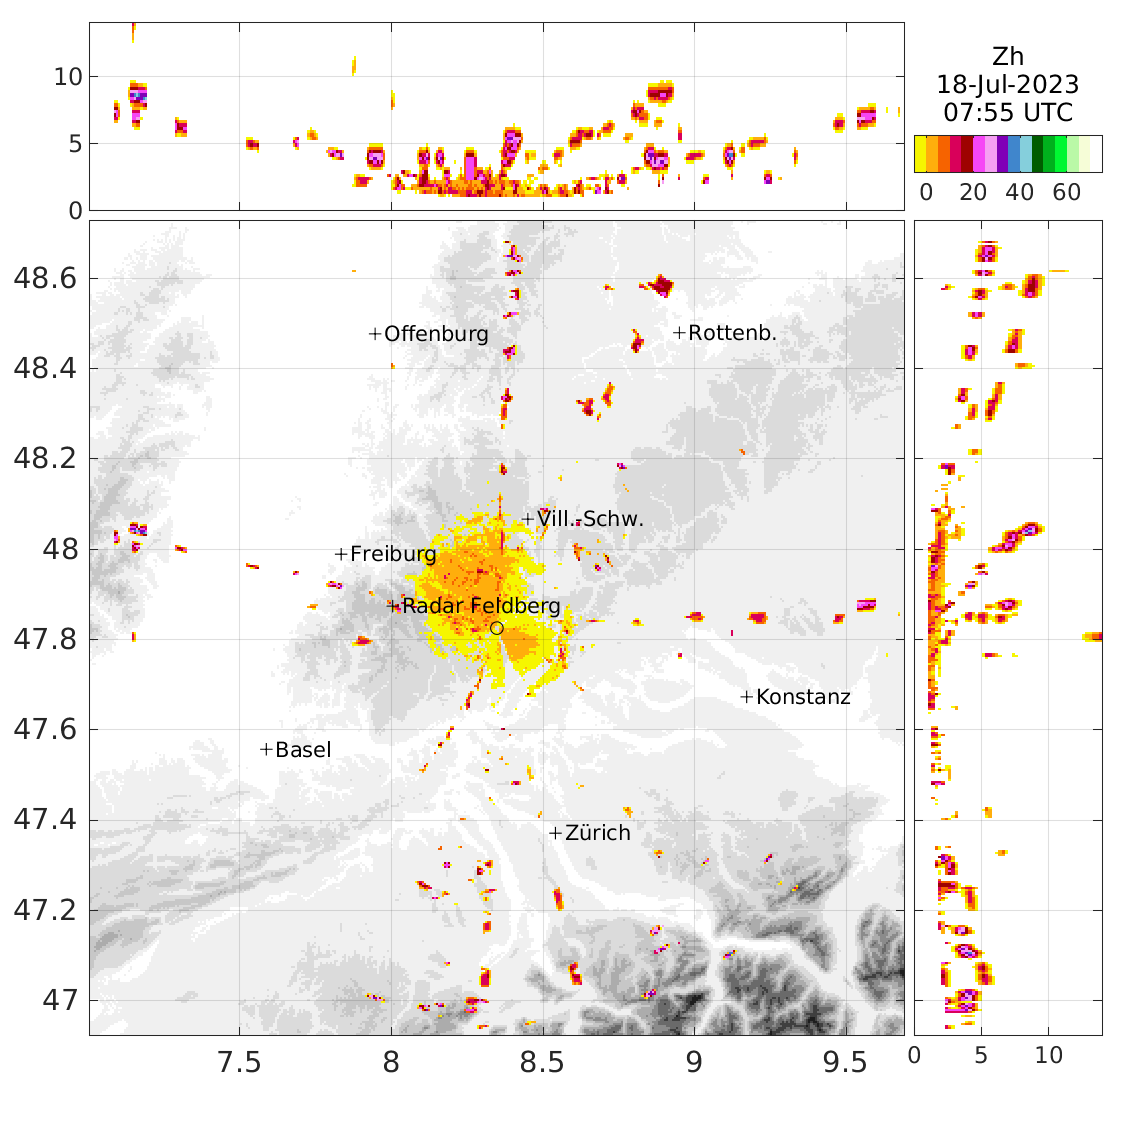 10
5
0
Zh
18-Jul-2023
07:55 UTC
0 20 40 60
48.6
48.4
48.2
48
47.8
47.6
47.4
47.2
47
+Offenburg
+Rottenb.
+Vill.-Schw.
+Freiburg
+Radar Feldberg
+Konstanz
+Basel
+Zürich
7.5 8 8.5 9 9.5
0 5 10